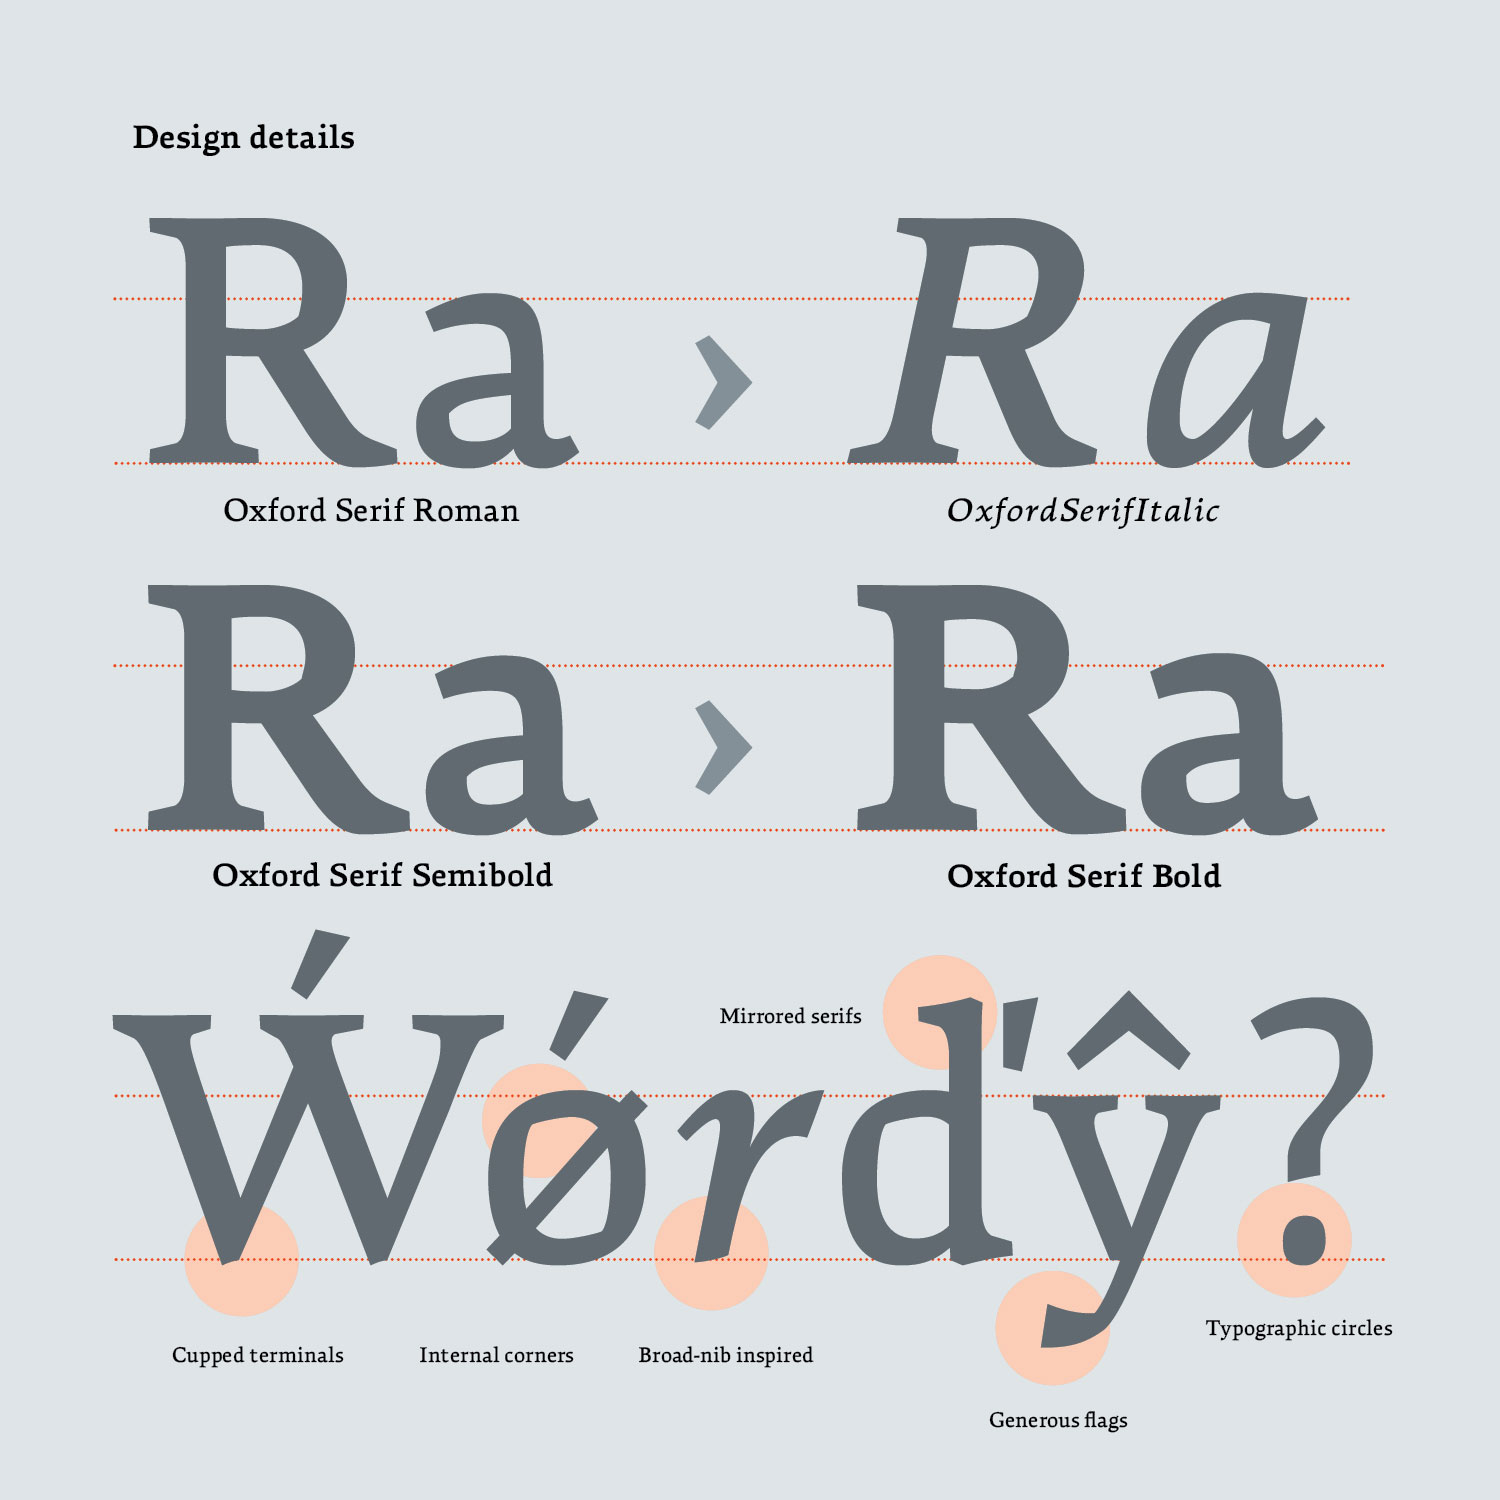 Design details
Ra › Ra
Oxford Serif Roman
OxfordSerifItalic
Ra › Ra
Oxford Serif Semibold
Oxford Serif Bold
Mirrored serifs
Ẃǿrďŷ?
Typographic circles
Cupped terminals
Internal corners
Broad-nib inspired
Generous flags